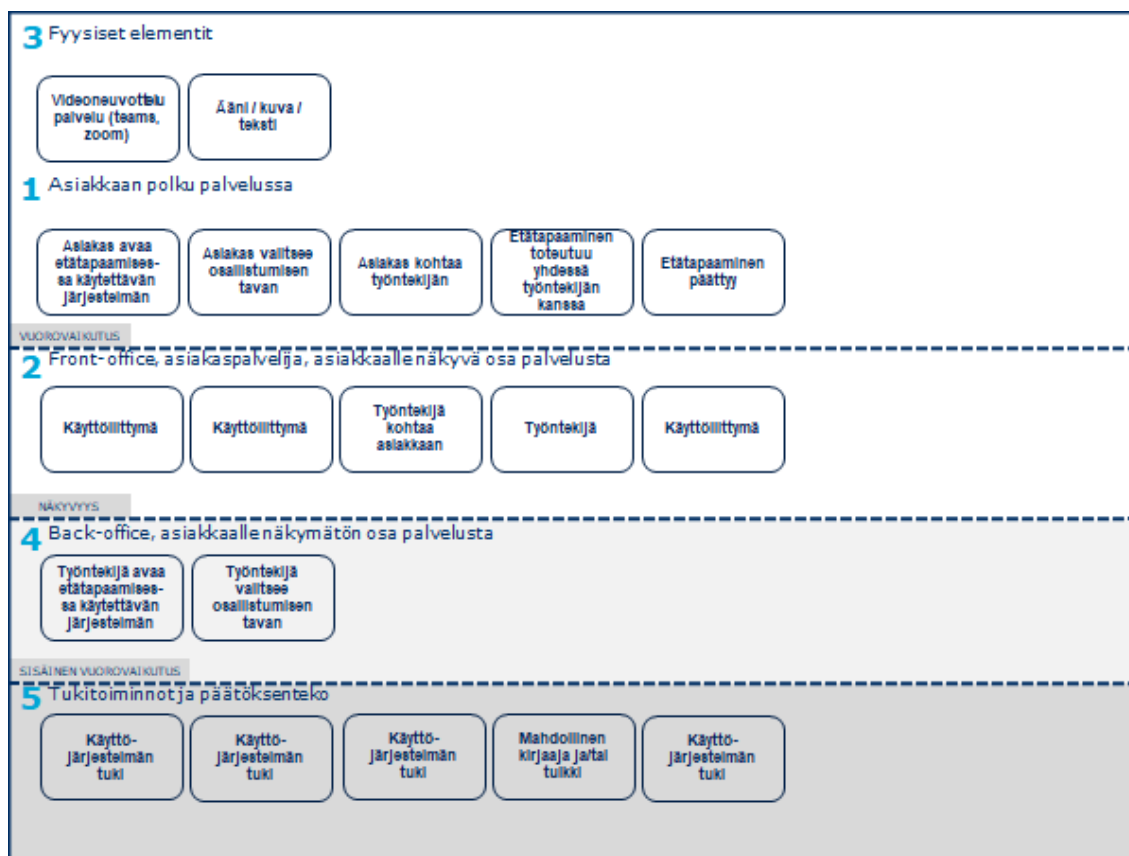 3 Fyysiset elementit
Videoneuvottelu
palvelu (teams,
zoom)
Ääni / kuva /
teksti
1 Asiakkaan polku palvelussa
Asiakas avaa
etätapaamises-
sa käytettävän
järjestelmän
Asiakas valitsee
osallistumisen
tavan
Asiakas kohtaa
työntekijän
Etätapaaminen
toteutuu
yhdessä
työntekijän
kanssa
Etätapaaminen
päättyy
VUOROVAIKUTUS
2 Front-office, asiakaspalvelija, asiakkaalle näkyvä osa palvelusta
Käyttöliittymä
Käyttöliittymä
Työntekijä
kohtaa
asiakkaan
Työntekijä
Käyttöliittymä
NÄKYVYYS
4 Back-office, asiakkaalle näkymätön osa palvelusta
Työntekijä avaa
etätapaamises-
sa käytettävän
järjestelmän
Työntekijä
valitsee
osallistumisen
tavan
SISÄINEN VUOROVAIKUTUS
5 Tukitoiminnot ja päätöksenteko
Käyttö-
järjestelmän
tuki
Käyttö-
järjestelmän
tuki
Käyttö-
järjestelmän
tuki
Mahdollinen
kirjaaja ja/tai
tulkki
Käyttö-
järjestelmän
tuki